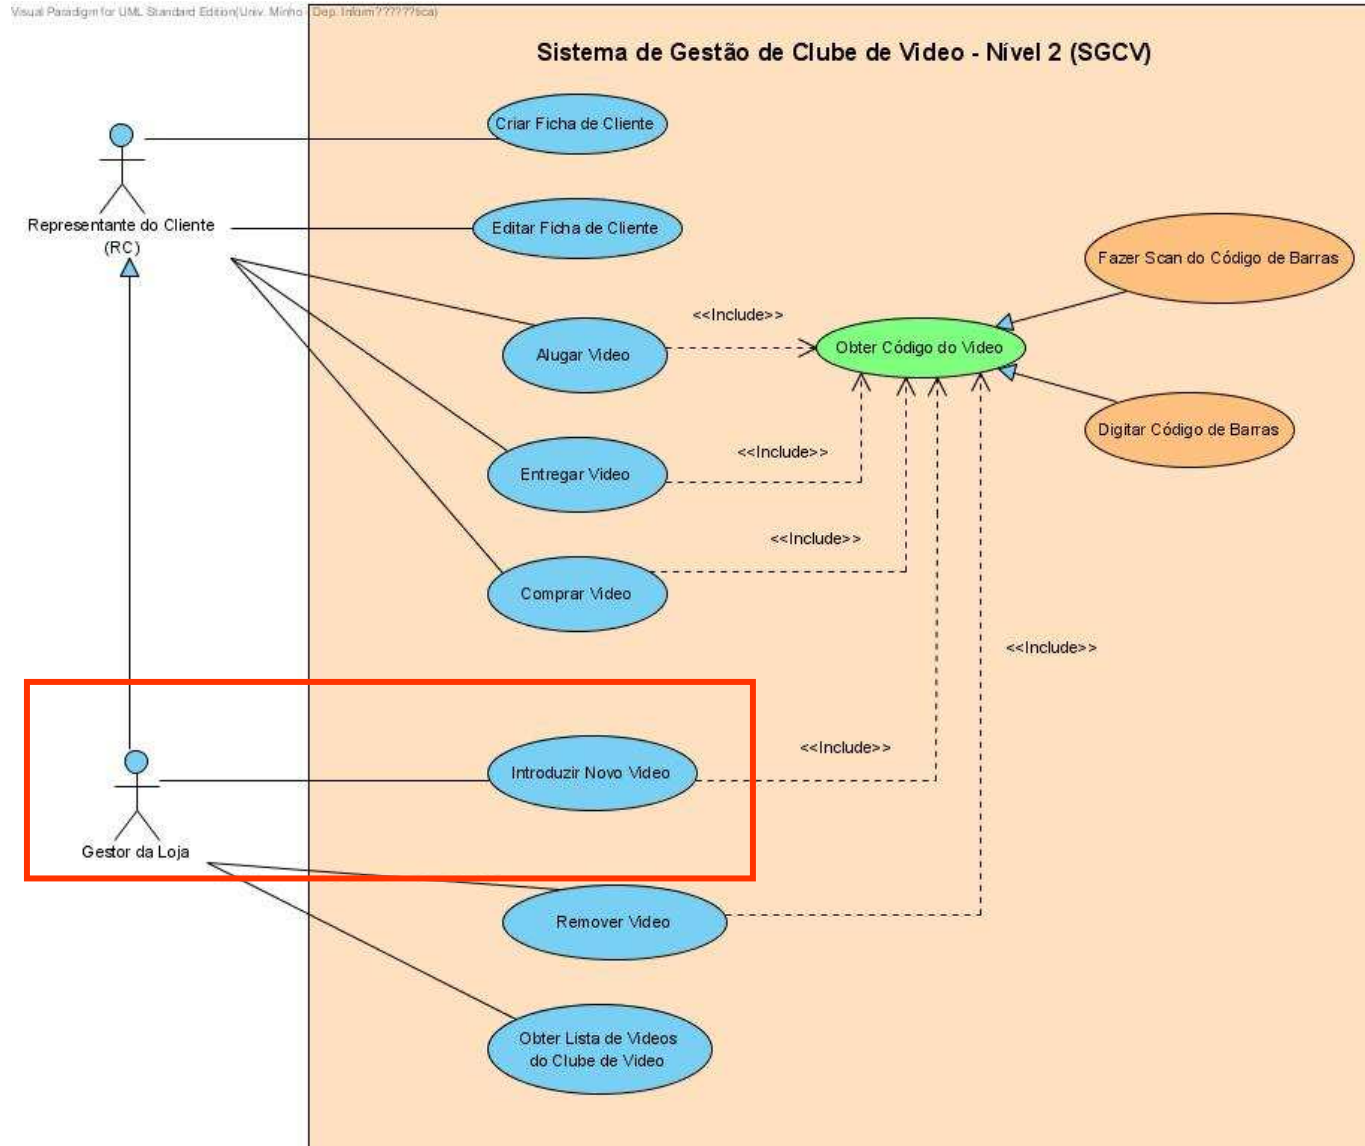 Visual Paradigm for UML Standard Edition(Univ. Minho - Dep. Inform??????tica)
Sistema de Gestão de Clube de Video - Nível 2 (SGCV)
Criar Ficha de Cliente
Representante do Cliente
(RC)
Editar Ficha de Cliente
Fazer Scan do Código de Barras
<<Include>>
Alugar Video
Obter Código do Video
Digitar Código de Barras
<<Include>>
Entregar Video
<<Include>>
Comprar Video
<<Include>>
<<Include>>
Introduzir Novo Video
Gestor da Loja
Remover Video
Obter Lista de Videos
do Clube de Video